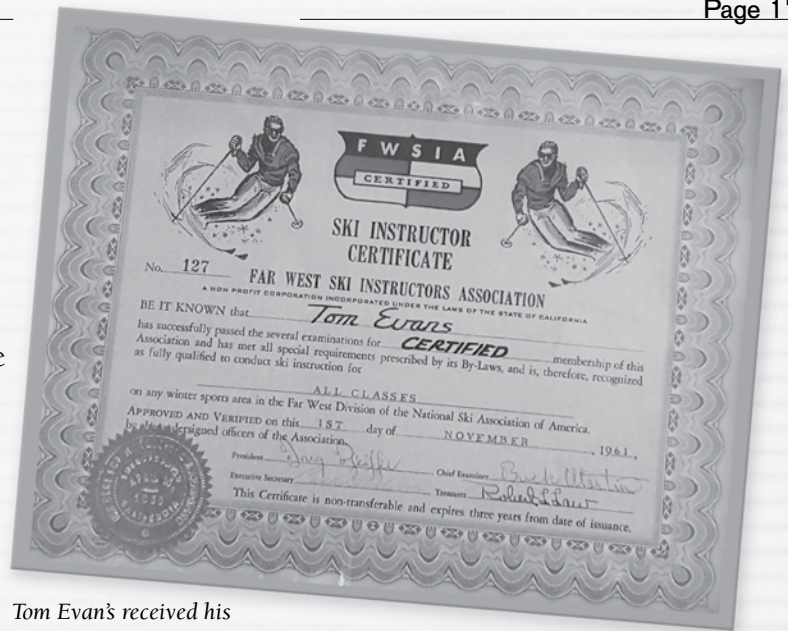 Page 1
e
FWSIA
CERTIFIED
SKI INSTRUCTOR
CERTIFICATE
No. 127
FAR WEST SKI INSTRUCTORS ASSOCIATION
A NON PROFIT CORPORATION INCORPORATED UNDER THE LAWS OF THE STATE OF CALIFORNIA
BE IT KNOWN that Tom Evans
has successfully passed the several examinations for CERTIFIED membership of this
Association and has met all special requirements prescribed by its By-Laws, and is, therefore, recognized
as fully qualified to conduct ski instruction for
ALL CLASSES
on any winter sports area in the Far West Division of the National Ski Association of America.
APPROVED AND VERIFIED on this 1ST day of NOVEMBER, 1961,
by undersigned officers of the Association.
President Chief Examiner
Executive Secretary Treasurer Robert L Law
This Certificate is non-transferable and expires three years from date of issuance.
Tom Evan's received his